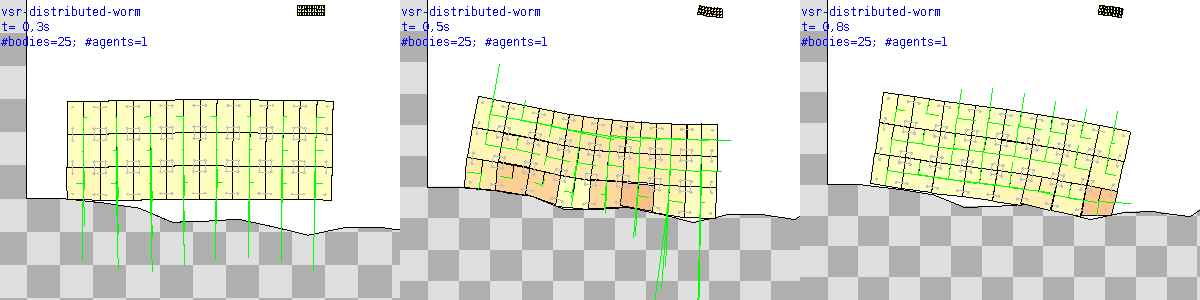 vsr-distributed-worm
t= 0,3s
#bodies=25; #agents=1
vsr-distributed-worm
t= 0,5s
#bodies=25; #agents=1
vsr-distributed-worm
t= 0,8s
#bodies=25; #agents=1